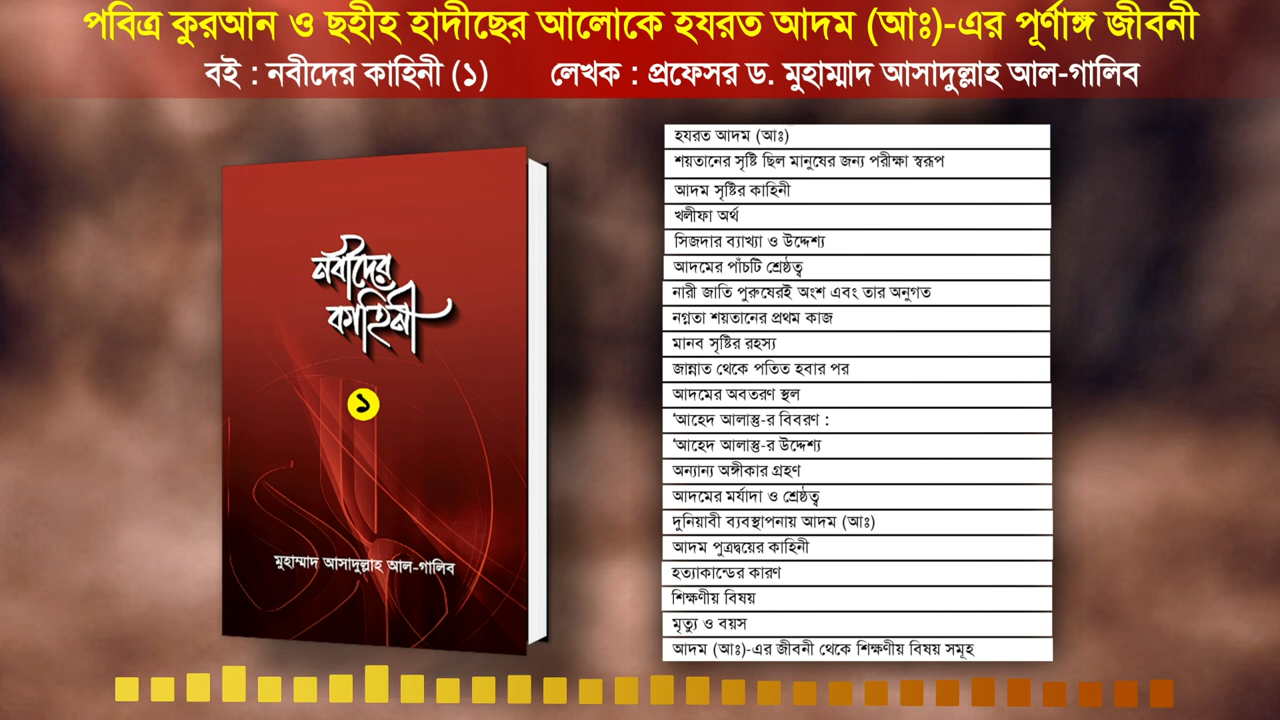 পবিত্র কুরআন ও ছহীহ হাদীছের আলোকে হযরত আদম (আঃ)-এর পূর্ণাঙ্গ জীবনী
বই : নবীদের কাহিনী (১) লেখক : প্রফেসর ড. মুহাম্মাদ আসাদুল্লাহ আল-গালিব
নবীদের
কাহিনী
১
মুহাম্মাদ আসাদুল্লাহ আল-গালিব
হযরত আদম (আঃ)
শয়তানের সৃষ্টি ছিল মানুষের জন্য পরীক্ষা স্বরূপ
আদম সৃষ্টির কাহিনী
খলীফা অর্থ
সিজদার ব্যাখ্যা ও উদ্দেশ্য
আদমের পাঁচটি শ্রেষ্ঠত্ব
নারী জাতি পুরুষেরই অংশ এবং তার অনুগত
নগ্নতা শয়তানের প্রথম কাজ
মানব সৃষ্টির রহস্য
জান্নাত থেকে পতিত হবার পর
আদমের অবতরণ স্থল
‘আহেদ আলাস্তু-র বিবরণ :
‘আহেদ আলাস্তু-র উদ্দেশ্য
অন্যান্য অঙ্গীকার গ্রহণ
আদমের মর্যাদা ও শ্রেষ্ঠত্ব
দুনিয়াবী ব্যবস্থাপনায় আদম (আঃ)
আদম পুত্রদ্বয়ের কাহিনী
হত্যাকান্ডের কারণ
শিক্ষণীয় বিষয়
মৃত্যু ও বয়স
আদম (আঃ)-এর জীবনী থেকে শিক্ষণীয় বিষয় সমূহ